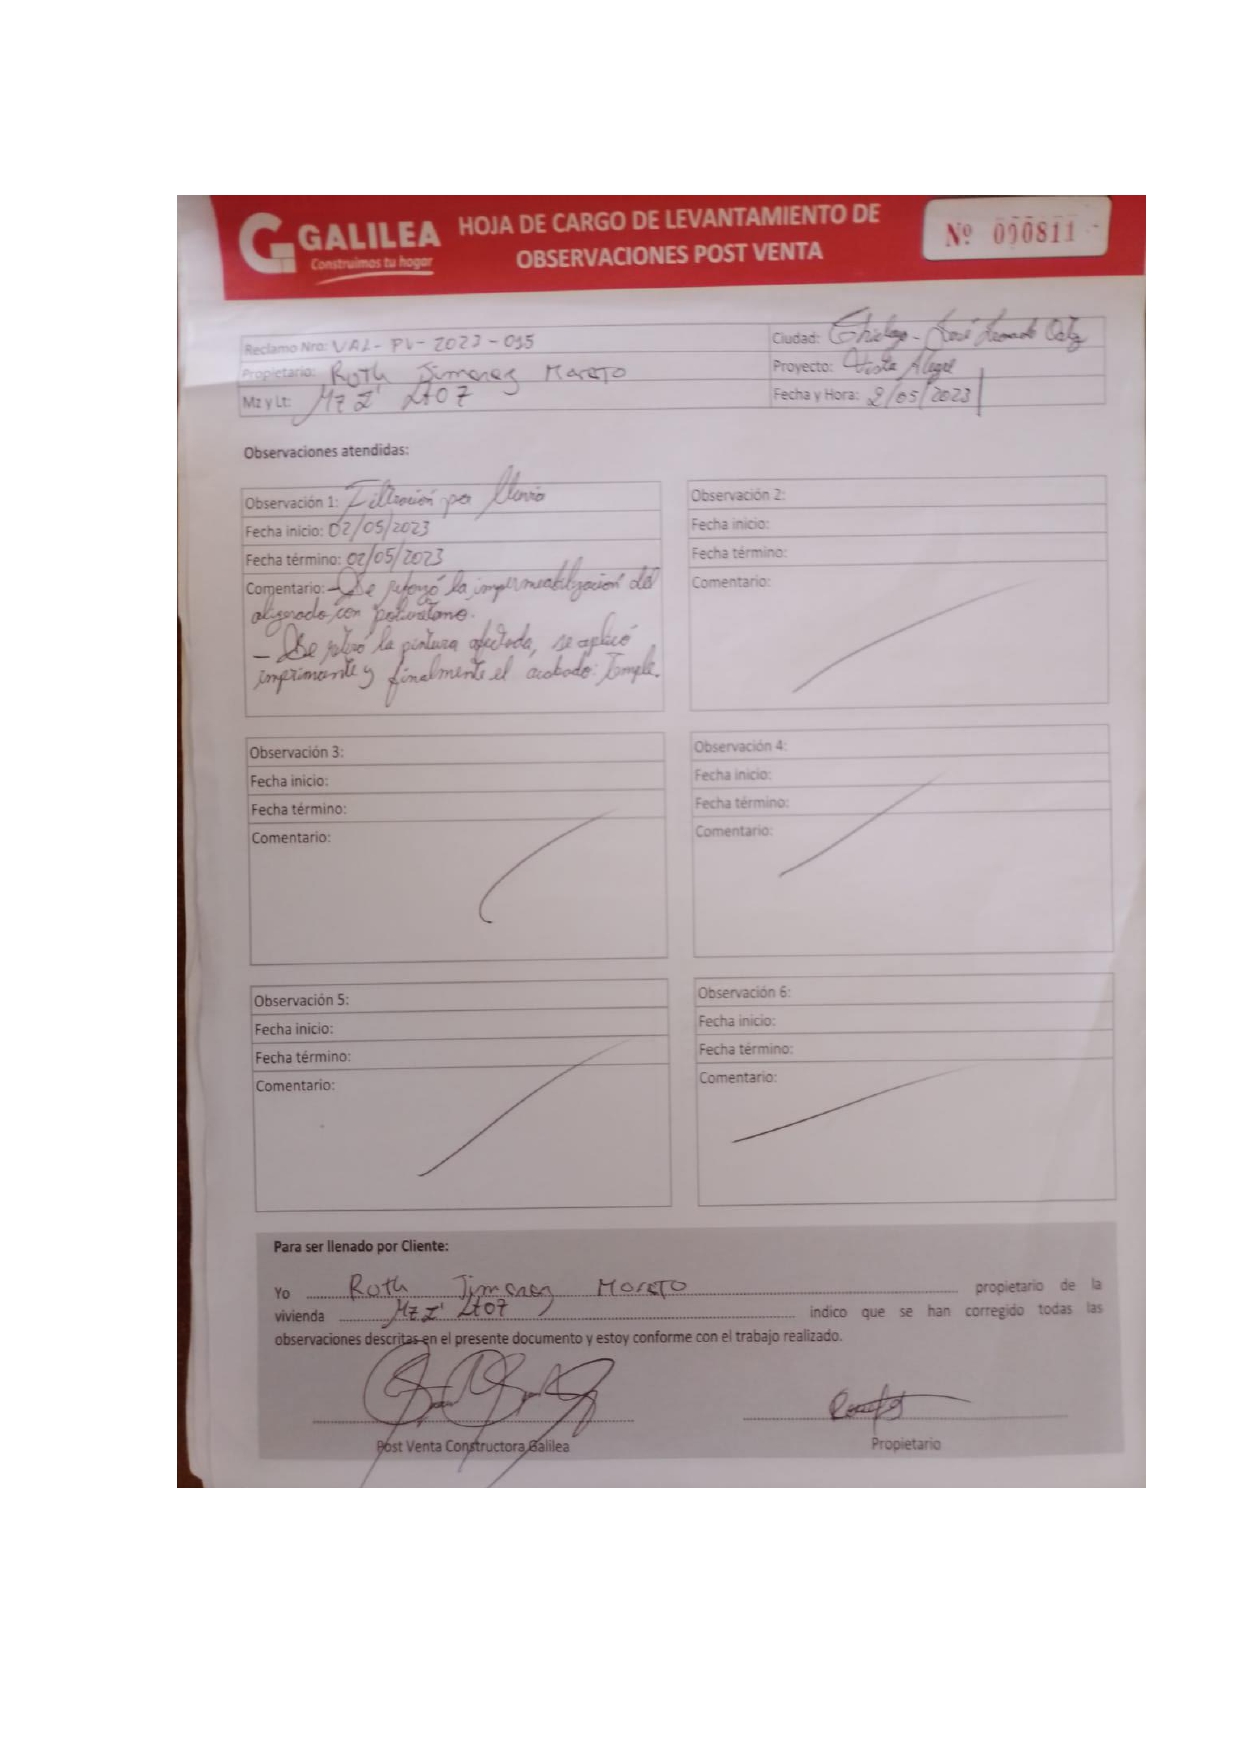 GALILEA
Construimos tu hogar
HOJA DE CARGO DE LEVANTAMIENTO DE
OBSERVACIONES POST VENTA
Nº 000811
Reclamo Nro: VAL-PV-2023-035
Ciudad: Chiclayo - José Leonardo Ortiz
Propietario: Roth Jimenez Moreto
Proyecto: Vista Alegre
Mz y Lt: Mz I' Lt07
Fecha y Hora: 2/05/2023
Observaciones atendidas:
Observación 1: Filtración por lluvia
Fecha inicio: 02/05/2023
Fecha término: 02/05/2023
Comentario: - Se reforzó la impermeabilización del
aligerado con poliuretano.
- Se retiró la pintura afectada, se aplicó
imprimante y finalmente el acabado: Temple.
Observación 2:
Fecha inicio:
Fecha término:
Comentario:
Observación 3:
Fecha inicio:
Fecha término:
Comentario:
Observación 4:
Fecha inicio:
Fecha término:
Comentario:
Observación 5:
Fecha inicio:
Fecha término:
Comentario:
Observación 6:
Fecha inicio:
Fecha término:
Comentario:
Para ser llenado por Cliente:
Yo Roth Jimenez Moreto propietario de la
vivienda Mz I' Lt07 indico que se han corregido todas las
observaciones descritas en el presente documento y estoy conforme con el trabajo realizado.
Post Venta Constructora Galilea
Propietario